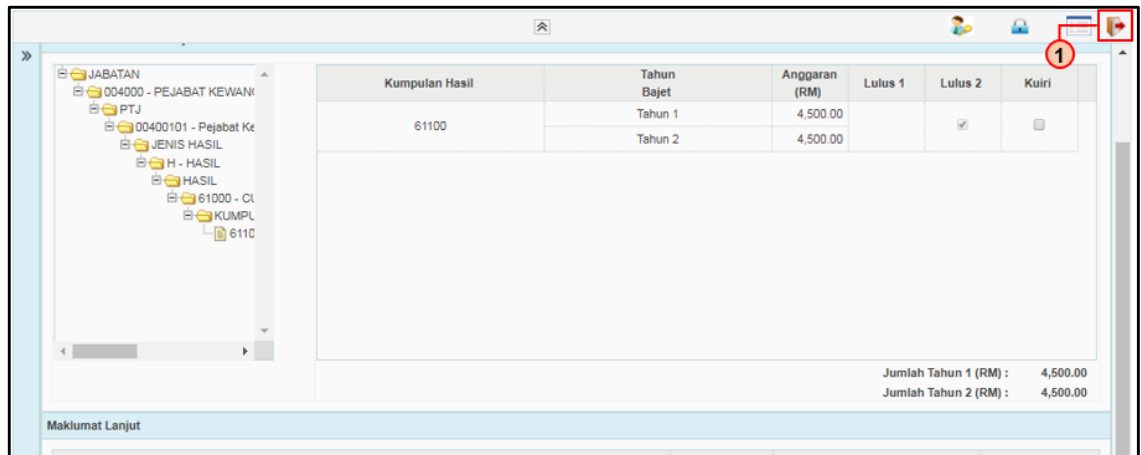 1
JABATAN
004000 - PEJABAT KEWAN
PTJ
00400101 - Pejabat Ke
JENIS HASIL
H - HASIL
HASIL
61000 - CU
KUMPUL
6110
Kumpulan Hasil
Tahun
Bajet
Anggaran
(RM)
Lulus 1
Lulus 2
Kuiri
61100
Tahun 1
4,500.00
Tahun 2
4,500.00
Jumlah Tahun 1 (RM) : 4,500.00
Jumlah Tahun 2 (RM) : 4,500.00
Maklumat Lanjut